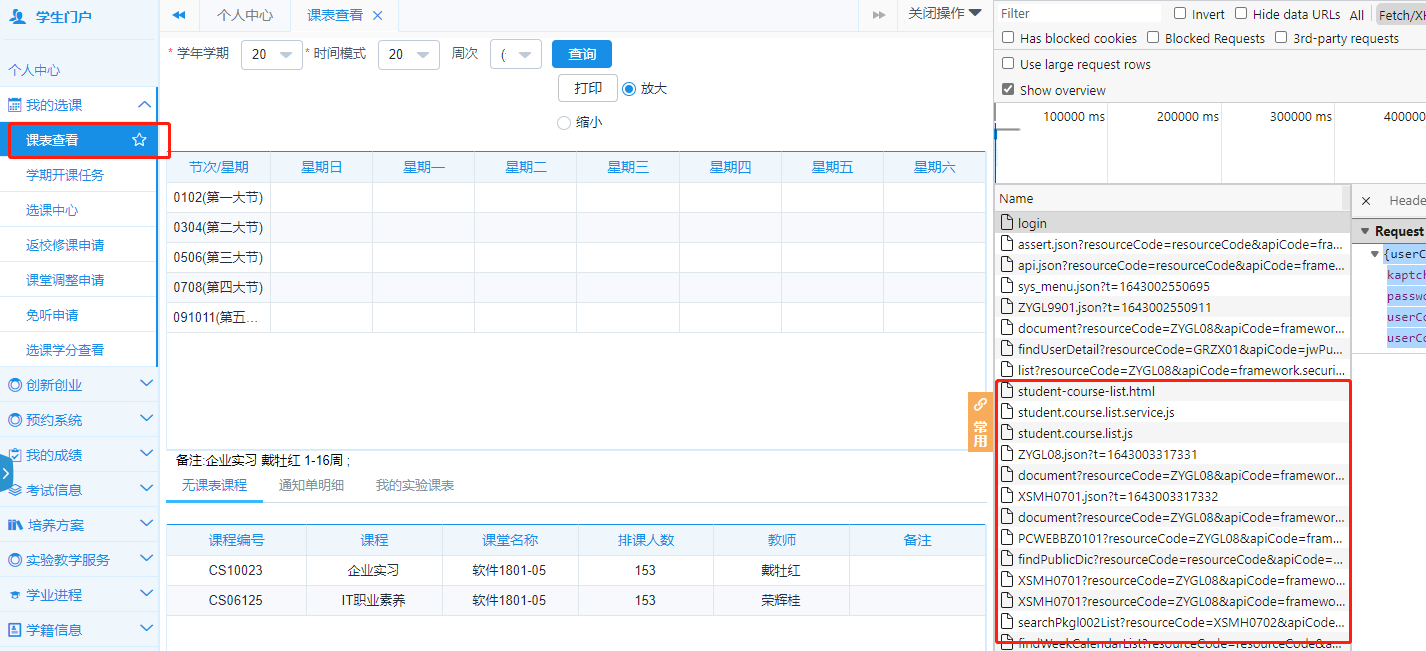 学生门户
个人中心
我的选课
课表查看
学期开课任务
选课中心
返校修课申请
课堂调整申请
免听申请
选课学分查看
创新创业
预约系统
我的成绩
考试信息
培养方案
实验教学服务
学业进程
学籍信息
个人中心 课表查看 关闭操作
* 学年学期 20 * 时间模式 20 周次 ( 查询
打印 放大
缩小
节次/星期 星期日 星期一 星期二 星期三 星期四 星期五 星期六
0102(第一大节)
0304(第二大节)
0506(第三大节)
0708(第四大节)
091011(第五...
常用
备注:企业实习 戴牡红 1-16周 ;
无课表课程 通知单明细 我的实验课表
课程编号 课程 课堂名称 排课人数 教师 备注
CS10023 企业实习 软件1801-05 153 戴牡红
CS06125 IT职业素养 软件1801-05 153 荣辉桂
Filter Invert Hide data URLs All Fetch/XH
Has blocked cookies Blocked Requests 3rd-party requests
Use large request rows
Show overview
100000 ms 200000 ms 300000 ms 40000
Name
login
assert.json?resourceCode=resourceCode&apiCode=fra...
api.json?resourceCode=resourceCode&apiCode=frame...
sys_menu.json?t=1643002550695
ZYGL9901.json?t=1643002550911
document?resourceCode=ZYGL08&apiCode=framewor...
findUserDetail?resourceCode=GRZX01&apiCode=jwPu...
list?resourceCode=ZYGL08&apiCode=framework.securi...
student-course-list.html
student.course.list.service.js
student.course.list.js
ZYGL08.json?t=1643003317331
document?resourceCode=ZYGL08&apiCode=framewor...
XSMH0701.json?t=1643003317332
document?resourceCode=ZYGL08&apiCode=framewor...
PCWEBBZ0101?resourceCode=ZYGL08&apiCode=fram...
findPublicDic?resourceCode=resourceCode&apiCode=...
XSMH0701?resourceCode=ZYGL08&apiCode=framewo...
XSMH0701?resourceCode=ZYGL08&apiCode=framewo...
searchPkgl002List?resourceCode=XSMH0702&apiCode...
findWeekCalendarList?resourceCode=resourceCode&a...
Heade
Request
{userC
kaptch
passwo
userCo
userCo